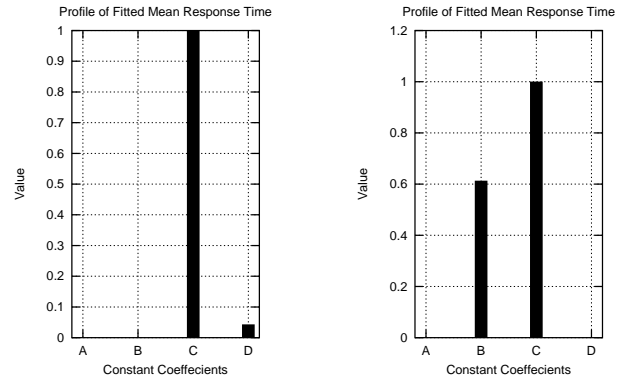 Profile of Fitted Mean Response Time
1
0.9
0.8
0.7
0.6
0.5
0.4
0.3
0.2
0.1
0
Value
A B C D
Constant Coeffecients
Profile of Fitted Mean Response Time
1.2
1
0.8
0.6
0.4
0.2
0
Value
A B C D
Constant Coeffecients